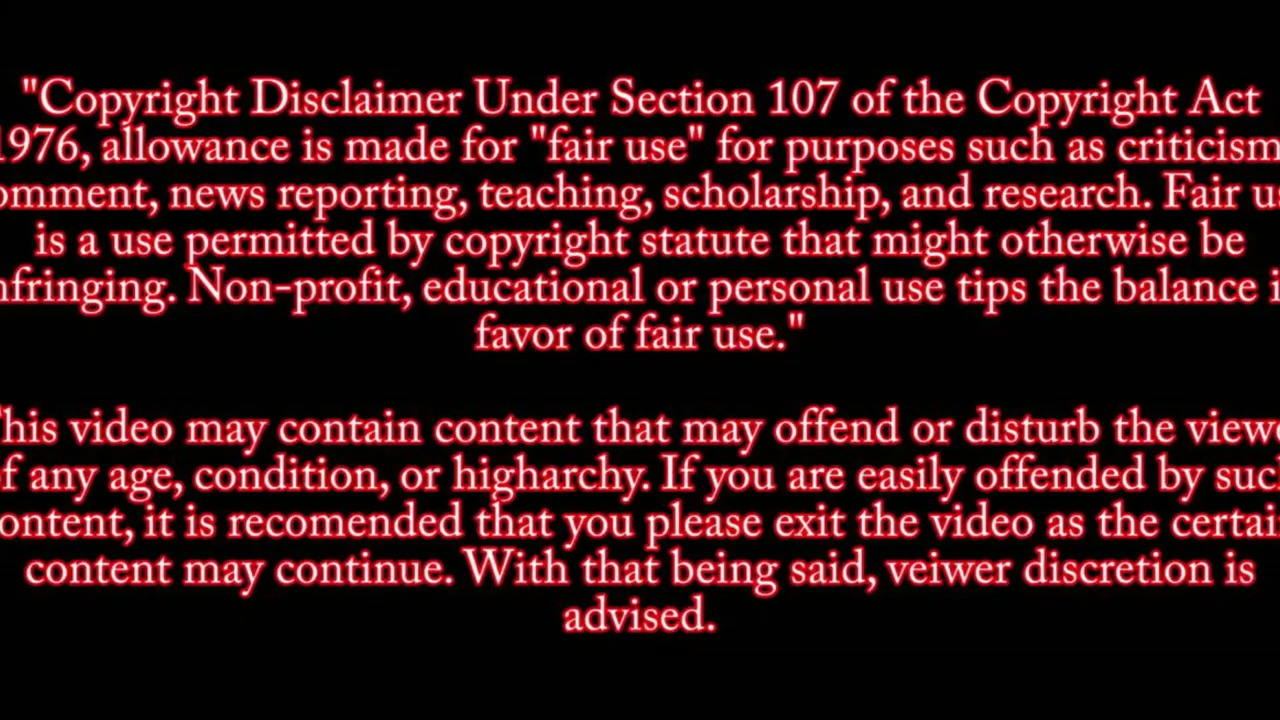 "Copyright Disclaimer Under Section 107 of the Copyright Act
1976, allowance is made for "fair use" for purposes such as criticism
omment, news reporting, teaching, scholarship, and research. Fair u
is a use permitted by copyright statute that might otherwise be
nfringing. Non-profit, educational or personal use tips the balance i
favor of fair use."
This video may contain content that may offend or disturb the viewe
of any age, condition, or higharchy. If you are easily offended by such
ontent, it is recomended that you please exit the video as the certai
content may continue. With that being said, veiwer discretion is
advised.